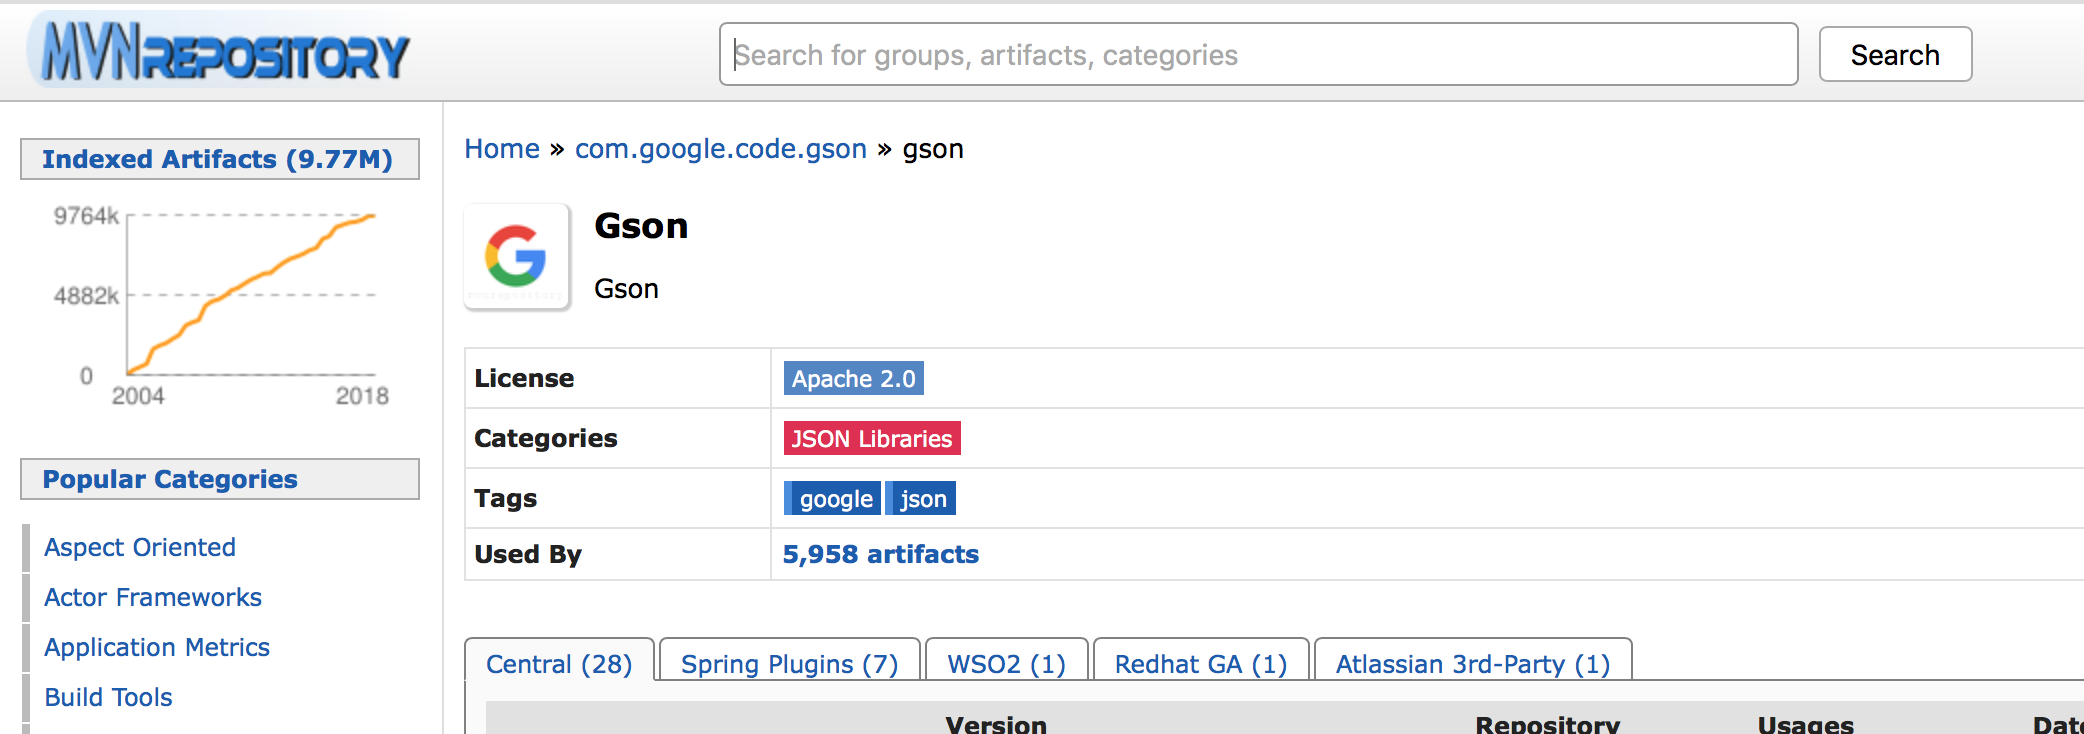 MVNREPOSITORY
Search for groups, artifacts, categories
Search
Indexed Artifacts (9.77M)
9764k
4882k
0
2004 2018
Popular Categories
Aspect Oriented
Actor Frameworks
Application Metrics
Build Tools
Home » com.google.code.gson » gson
Gson
Gson
License Apache 2.0
Categories JSON Libraries
Tags google json
Used By 5,958 artifacts
Central (28) Spring Plugins (7) WSO2 (1) Redhat GA (1) Atlassian 3rd-Party (1)
Version Repository Usages Date